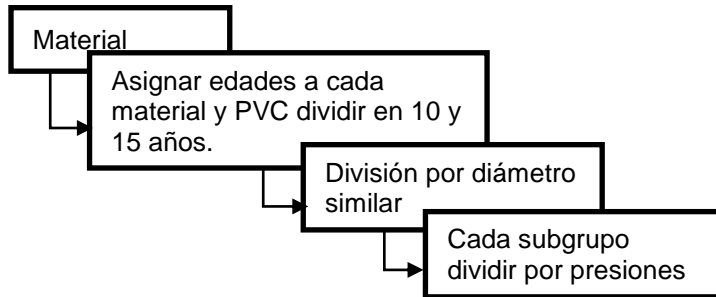 Material
Asignar edades a cada
material y PVC dividir en 10 y
15 años.
División por diámetro
similar
Cada subgrupo
dividir por presiones